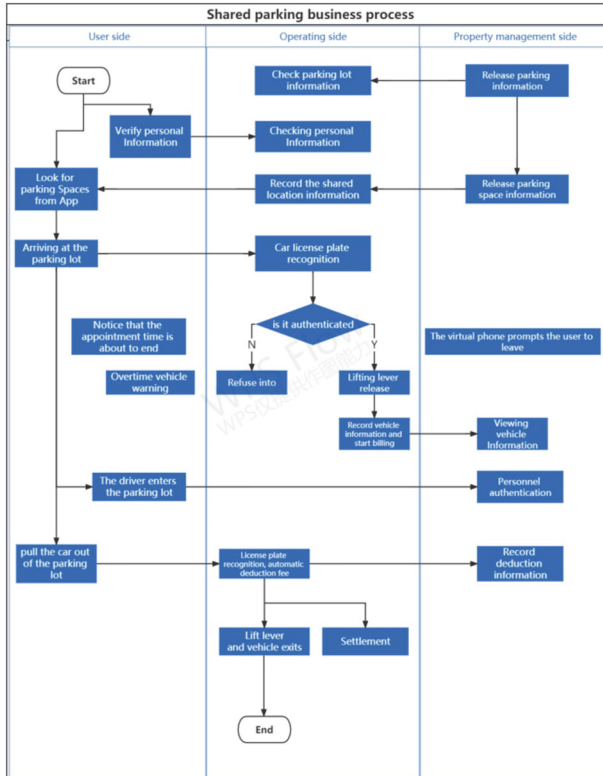 Shared parking business process
User side
Operating side
Property management side
Start
Check parking lot
information
Release parking
information
Verify personal
Information
Checking personal
Information
Look for
parking Spaces
from App
Record the shared
location information
Release parking
space information
Arriving at the
parking lot
Car license plate
recognition
Notice that the
appointment time is
about to end
is it authenticated
The virtual phone prompts the user to
leave
N
Y
Overtime vehicle
warning
Refuse into
Lifting lever
release
Record vehicle
information and
start billing
Viewing
vehicle
Information
The driver enters
the parking lot
Personnel
authentication
pull the car out
of the parking
lot
License plate
recognition, automatic
deduction fee
Record
deduction
information
Lift lever
and vehicle exits
Settlement
End